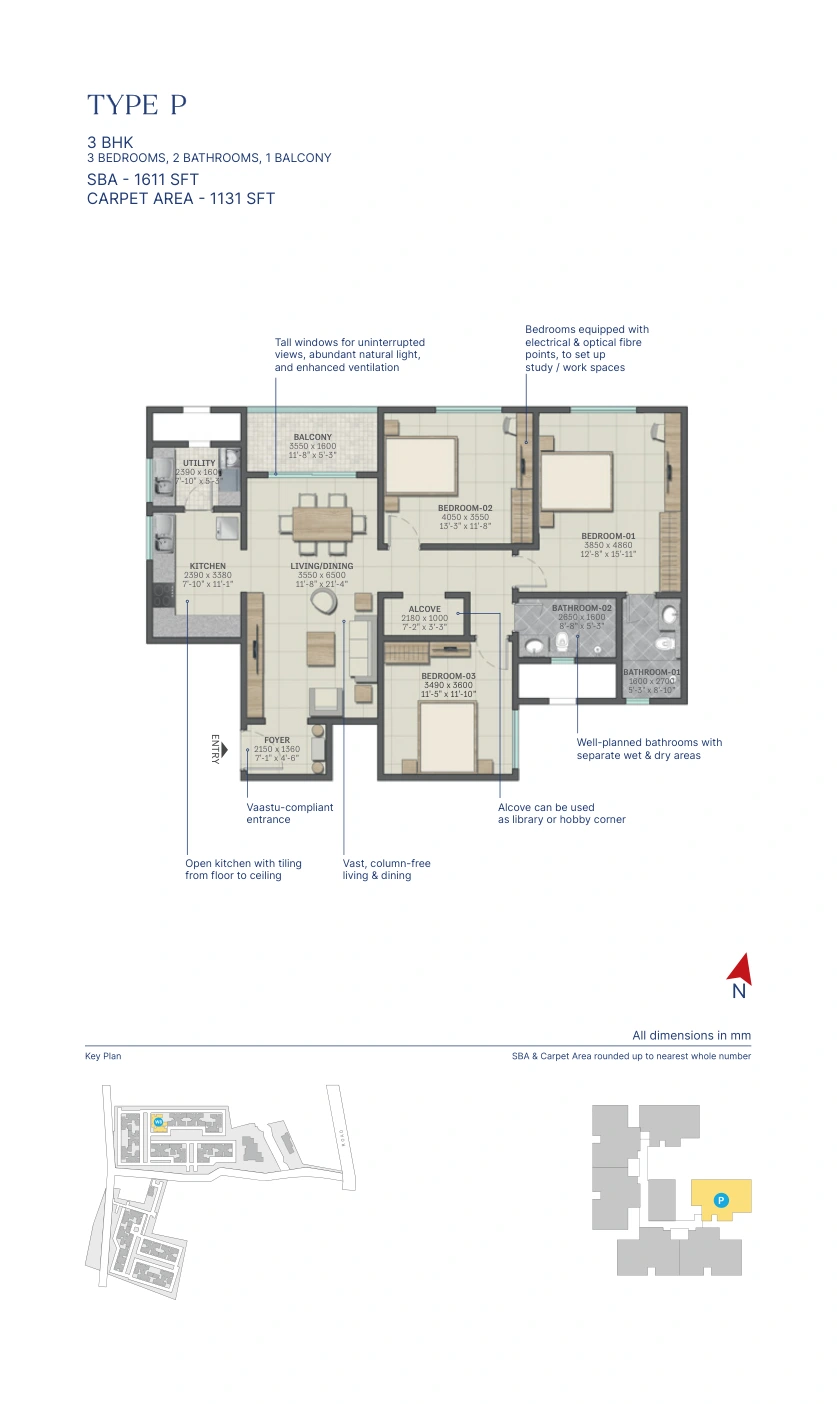 TYPE P
3 BHK
3 BEDROOMS, 2 BATHROOMS, 1 BALCONY
SBA - 1611 SFT
CARPET AREA - 1131 SFT
Tall windows for uninterrupted
views, abundant natural light,
and enhanced ventilation
Bedrooms equipped with
electrical & optical fibre
points, to set up
study / work spaces
BALCONY
3550 x 1600
11'-8" x 5'-3"
UTILITY
2390 x 1600
7'-10" x 5'-3"
BEDROOM-02
4050 x 3550
13'-3" x 11'-8"
BEDROOM-01
3850 x 4860
12'-8" x 15'-11"
KITCHEN
2390 x 3380
7'-10" x 11'-1"
LIVING/DINING
3550 x 6500
11'-8" x 21'-4"
ALCOVE
2180 x 1000
7'-2" x 3'-3"
BATHROOM-02
2650 x 1600
8'-8" x 5'-3"
BEDROOM-03
3490 x 3600
11'-5" x 11'-10"
BATHROOM-01
1600 x 2700
5'-3" x 8'-10"
ENTRY
FOYER
2150 x 1360
7'-1" x 4'-6"
Well-planned bathrooms with
separate wet & dry areas
Vaastu-compliant
entrance
Alcove can be used
as library or hobby corner
Open kitchen with tiling
from floor to ceiling
Vast, column-free
living & dining
N
All dimensions in mm
Key Plan
SBA & Carpet Area rounded up to nearest whole number
ROAD
P